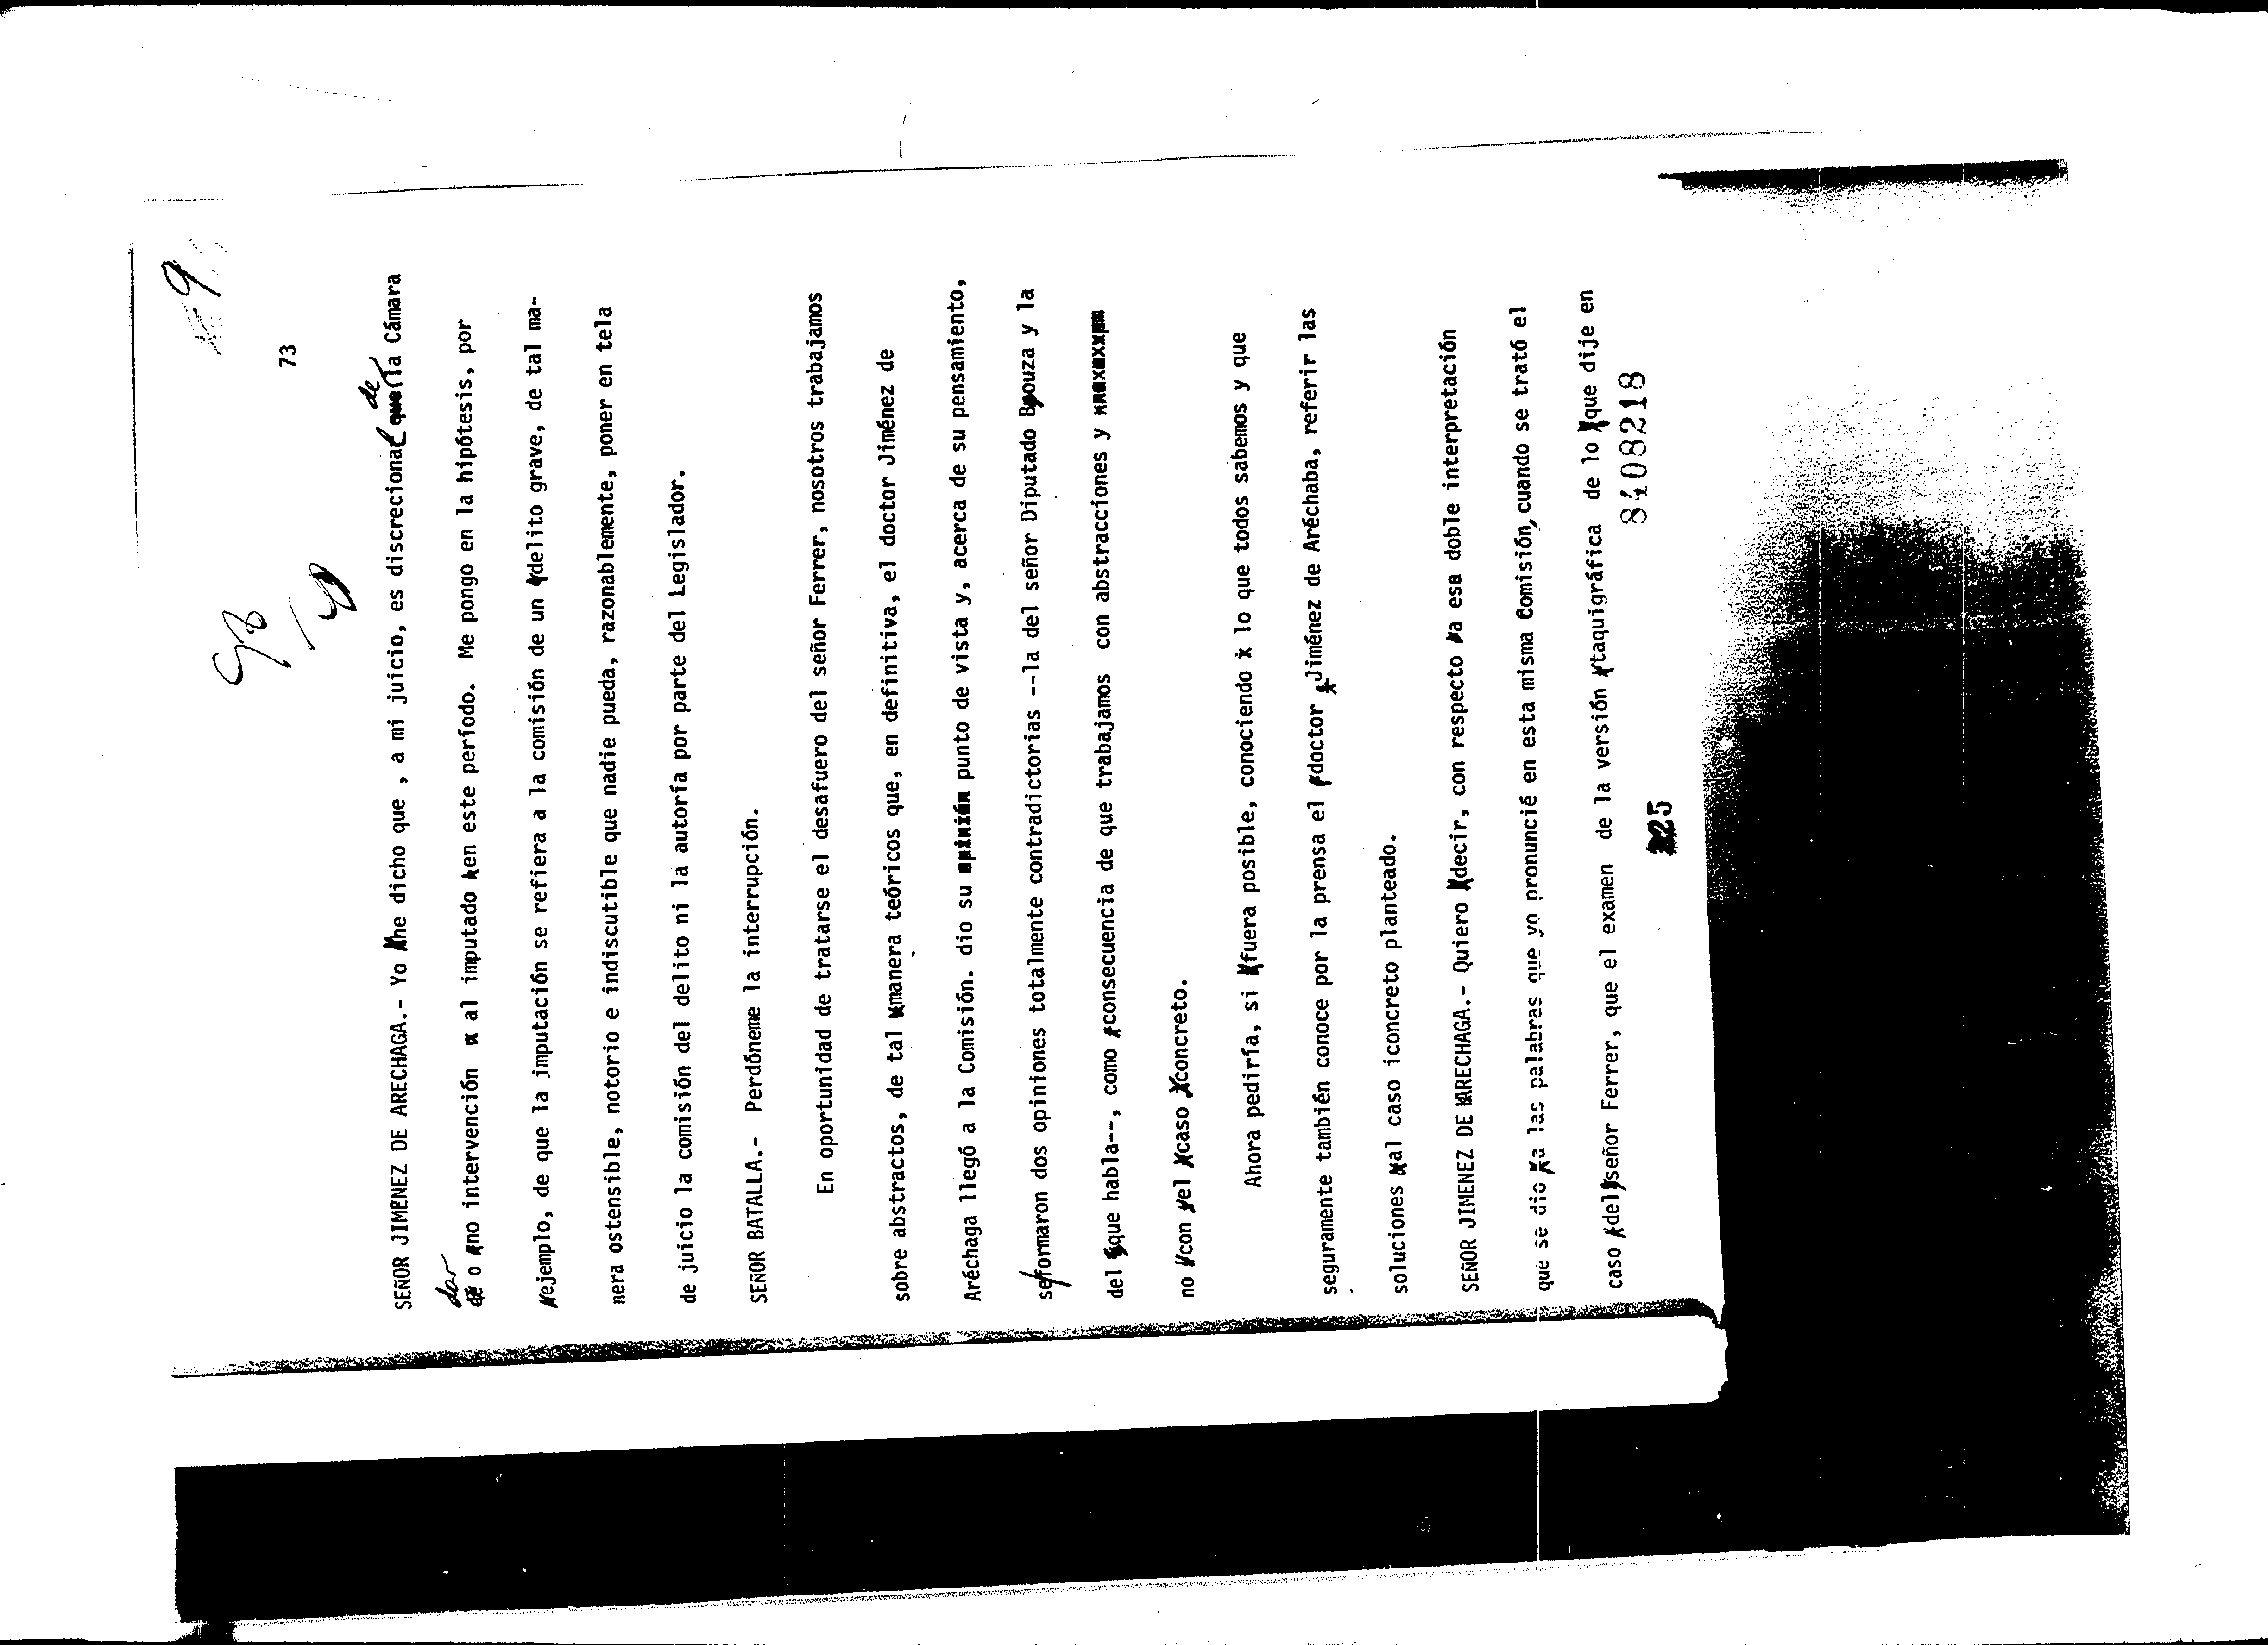 9
73
SEÑOR JIMENEZ DE ARECHAGA.- Yo he dicho que , a mi juicio, es discrecional de la Cámara
dar o no intervención al imputado en este período. Me pongo en la hipótesis, por
ejemplo, de que la imputación se refiera a la comisión de un delito grave, de tal ma-
nera ostensible, notorio e indiscutible que nadie pueda, razonablemente, poner en tela
de juicio la comisión del delito ni la autoría por parte del Legislador.
SEÑOR BATALLA.- Perdóneme la interrupción.
En oportunidad de tratarse el desafuero del señor Ferrer, nosotros trabajamos
sobre abstractos, de tal manera teóricos que, en definitiva, el doctor Jiménez de
Aréchaga llegó a la Comisión. dio su punto de vista y, acerca de su pensamiento,
se formaron dos opiniones totalmente contradictorias --la del señor Diputado Bouza y la
del que habla--, como consecuencia de que trabajamos con abstracciones y
no con el caso concreto.
Ahora pediría, si fuera posible, conociendo lo que todos sabemos y que
seguramente también conoce por la prensa el doctor Jiménez de Aréchaba, referir las
soluciones al caso iconcreto planteado.
SEÑOR JIMENEZ DE ARECHAGA.- Quiero decir, con respecto a esa doble interpretación
que se dio a las palabras que yo pronuncié en esta misma Comisión, cuando se trató el
caso del señor Ferrer, que el examen de la versión taquigráfica de lo que dije en
8408218
25